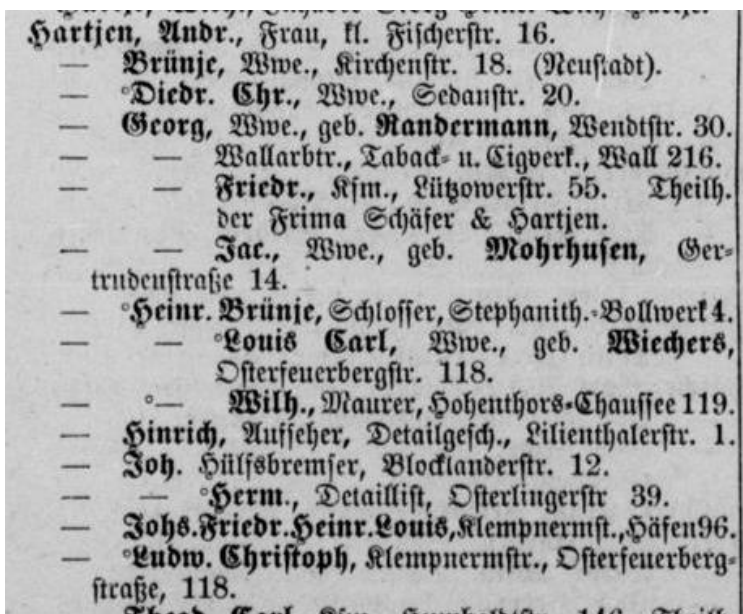 Hartjen, Andr., Frau, kl. Fischerstr. 16.
— Brünje, Wwe., Kirchenstr. 18. (Neustadt).
— °Diedr. Chr., Wwe., Sedanstr. 20.
— Georg, Wwe., geb. Randermann, Wendtstr. 30.
— — Wallarbtr., Taback- u. Cigverk., Wall 216.
— — Friedr., Kfm., Lützowerstr. 55. Theilh.
der Frima Schäfer & Hartjen.
— — Jac., Wwe., geb. Mohrhusen, Ger-
trudenstraße 14.
— °Heinr. Brünje, Schlosser, Stephanith.-Bollwerk 4.
— — °Louis Carl, Wwe., geb. Wiechers,
Osterfeuerbergstr. 118.
— °— Wilh., Maurer, Hohenthors-Chaussee 119.
— Hinrich, Aufseher, Detailgesch., Lilienthalerstr. 1.
— Joh. Hülfsbremser, Blocklanderstr. 12.
— — °Herm., Detaillist, Osterlingerstr 39.
— Johs. Friedr. Heinr. Louis, Klempnermst., Häfen 96.
— °Ludw. Christoph, Klempnermstr., Osterfeuerberg-
straße, 118.